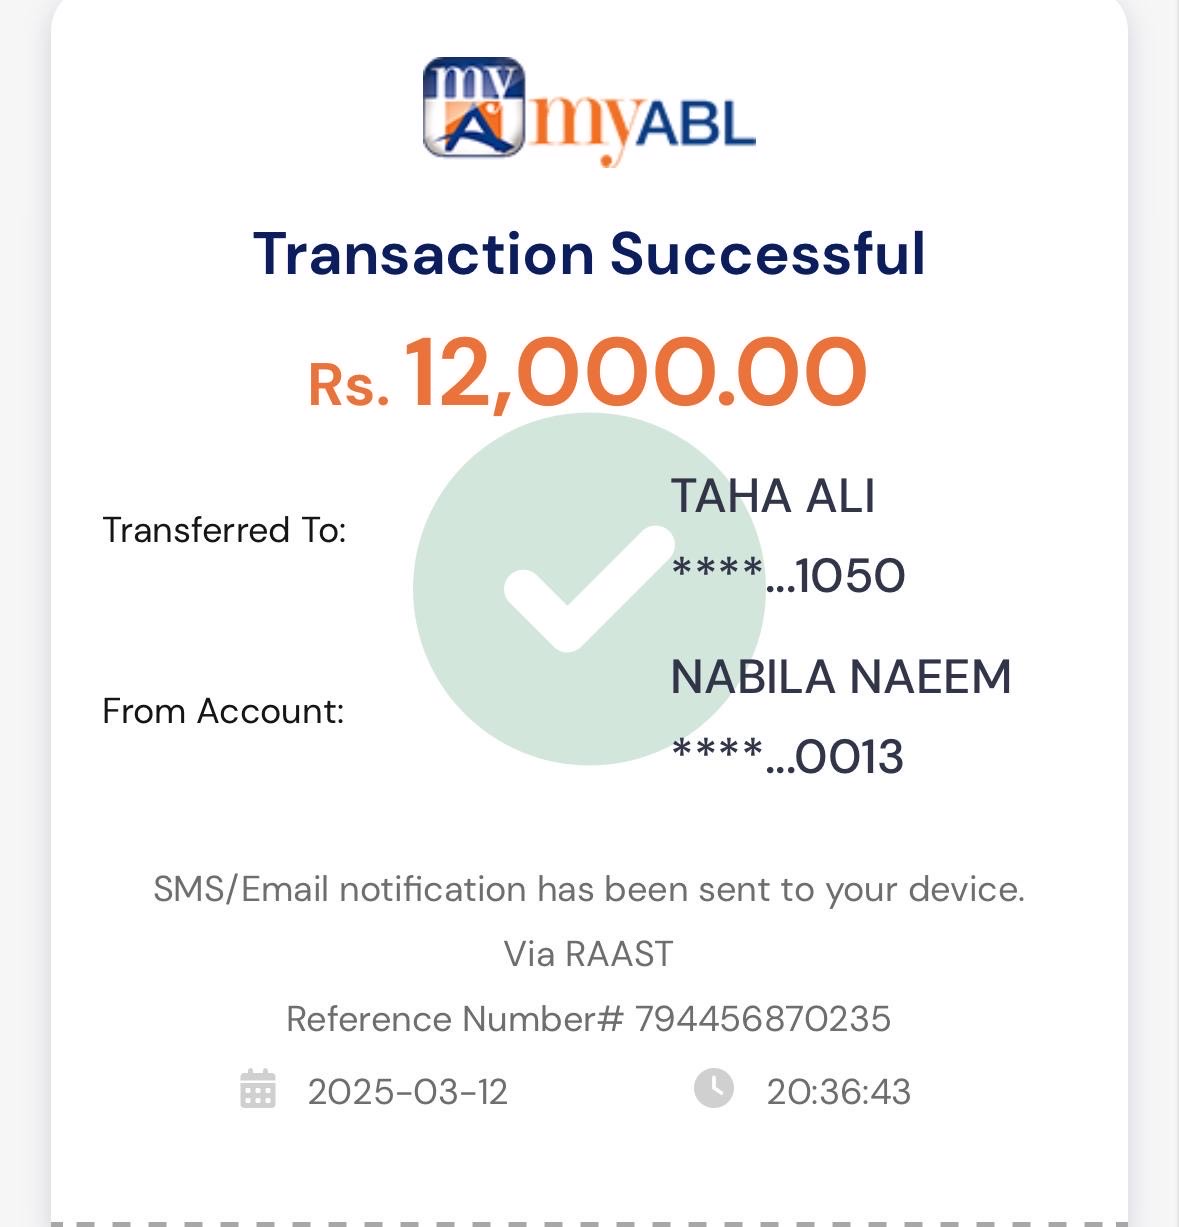 my
myABL
Transaction Successful
Rs. 12,000.00
Transferred To:
TAHA ALI
****...1050
From Account:
NABILA NAEEM
****...0013
SMS/Email notification has been sent to your device.
Via RAAST
Reference Number# 794456870235
2025-03-12 20:36:43